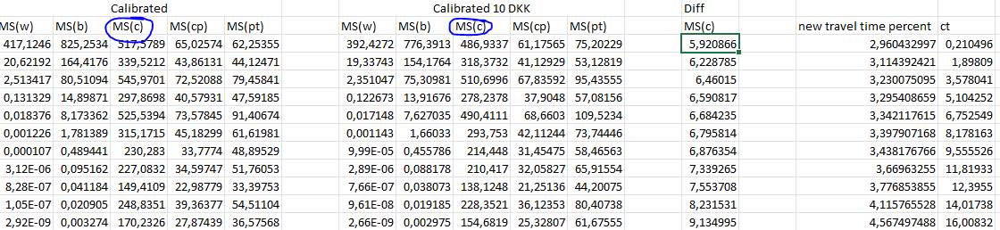 Calibrated Calibrated 10 DKK Diff
MS(w) MS(b) MS(c) MS(cp) MS(pt) MS(w) MS(b) MS(c) MS(cp) MS(pt) MS(c) new travel time percent ct
417,1246 825,2534 517,5789 65,02574 62,25355 392,4272 776,3913 486,9337 61,17565 75,20229 5,920866 2,960432997 0,210496
20,62192 164,4176 339,5212 43,86131 44,12471 19,33743 154,1764 318,3732 41,12929 53,12819 6,228785 3,114392421 1,89809
2,513417 80,51094 545,9701 72,52088 79,45841 2,351047 75,30981 510,6996 67,83592 95,43555 6,46015 3,230075095 3,578041
0,131329 14,89871 297,8698 40,57931 47,59185 0,122673 13,91676 278,2378 37,9048 57,08156 6,590817 3,295408659 5,104252
0,018376 8,173362 525,5394 73,57845 91,40674 0,017148 7,627035 490,4111 68,6603 109,5234 6,684235 3,342117615 6,752549
0,001226 1,781389 315,1715 45,18299 61,61981 0,001143 1,66033 293,753 42,11244 73,74446 6,795814 3,397907168 8,178163
0,000107 0,489441 230,283 33,7774 48,89529 9,99E-05 0,455786 214,448 31,45475 58,46563 6,876354 3,438176766 9,555526
3,12E-06 0,095162 227,0832 34,59747 51,76053 2,89E-06 0,088178 210,417 32,05827 65,91554 7,339265 3,66963255 11,81933
8,28E-07 0,041184 149,4109 22,98779 33,39753 7,66E-07 0,038073 138,1248 21,25136 44,20075 7,553708 3,776853855 12,3955
1,05E-07 0,020905 248,8351 39,36377 54,51104 9,61E-08 0,019185 228,3521 36,12353 80,40738 8,231531 4,115765528 14,01738
2,92E-09 0,003274 170,2326 27,87439 36,57568 2,66E-09 0,002975 154,6819 25,32807 61,67555 9,134995 4,567497488 16,00832